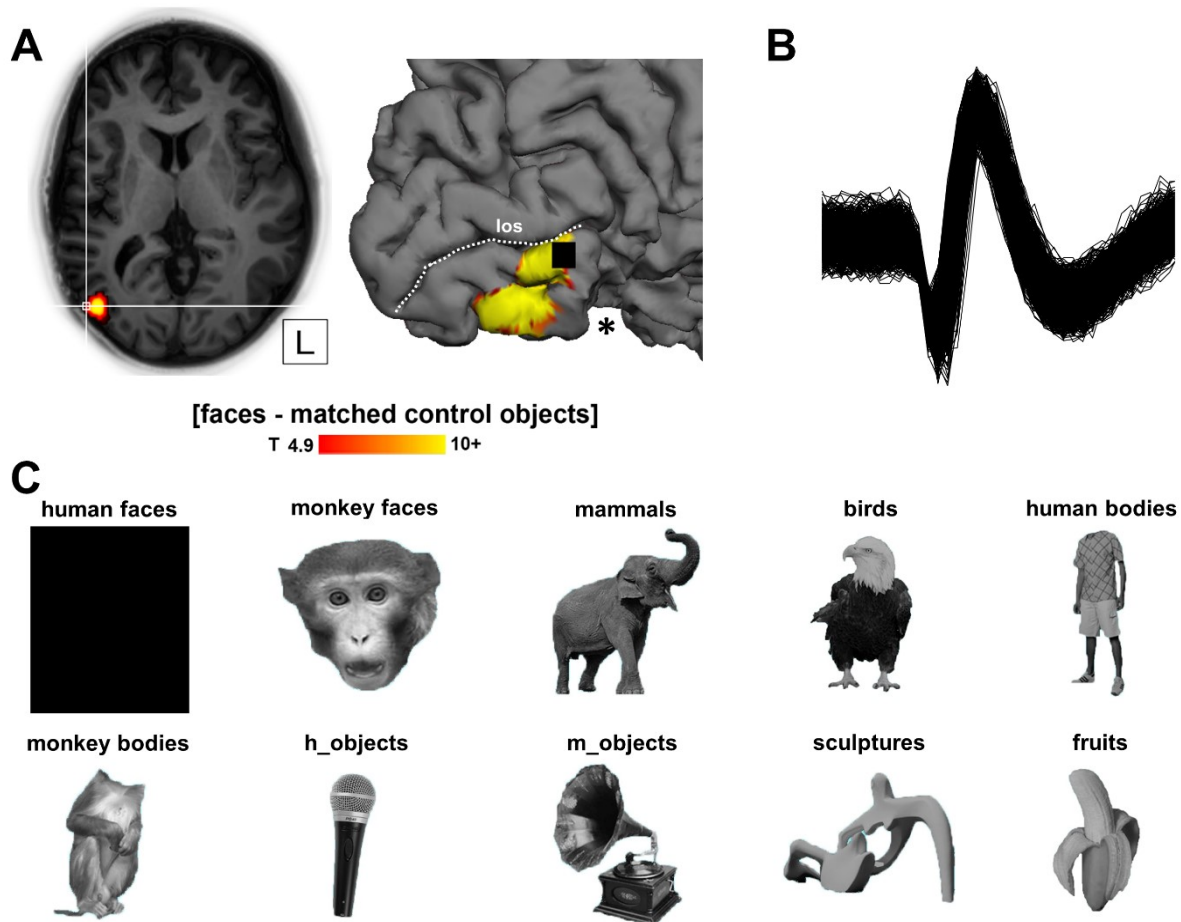 A
B
los
*
L
[faces - matched control objects]
T 4.9 10+
C
human faces monkey faces mammals birds human bodies
monkey bodies h_objects m_objects sculptures fruits